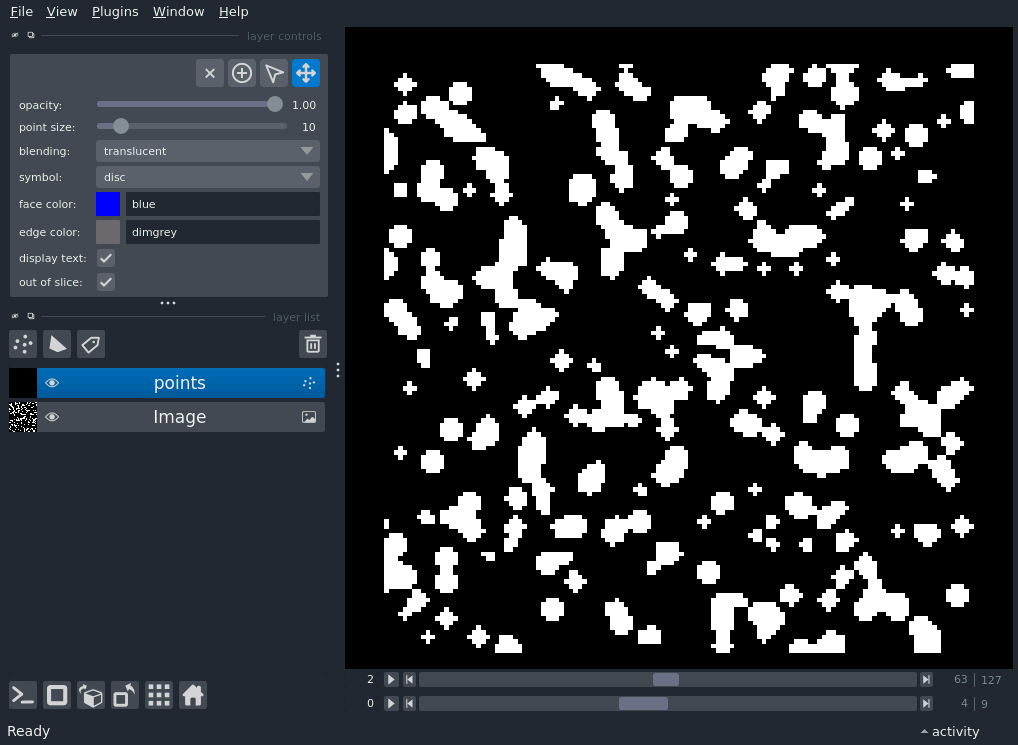 File View Plugins Window Help
layer controls
opacity: 1.00
point size: 10
blending: translucent
symbol: disc
face color: blue
edge color: dimgrey
display text:
out of slice:
layer list
points
Image
2 63 127
0 4 9
Ready activity